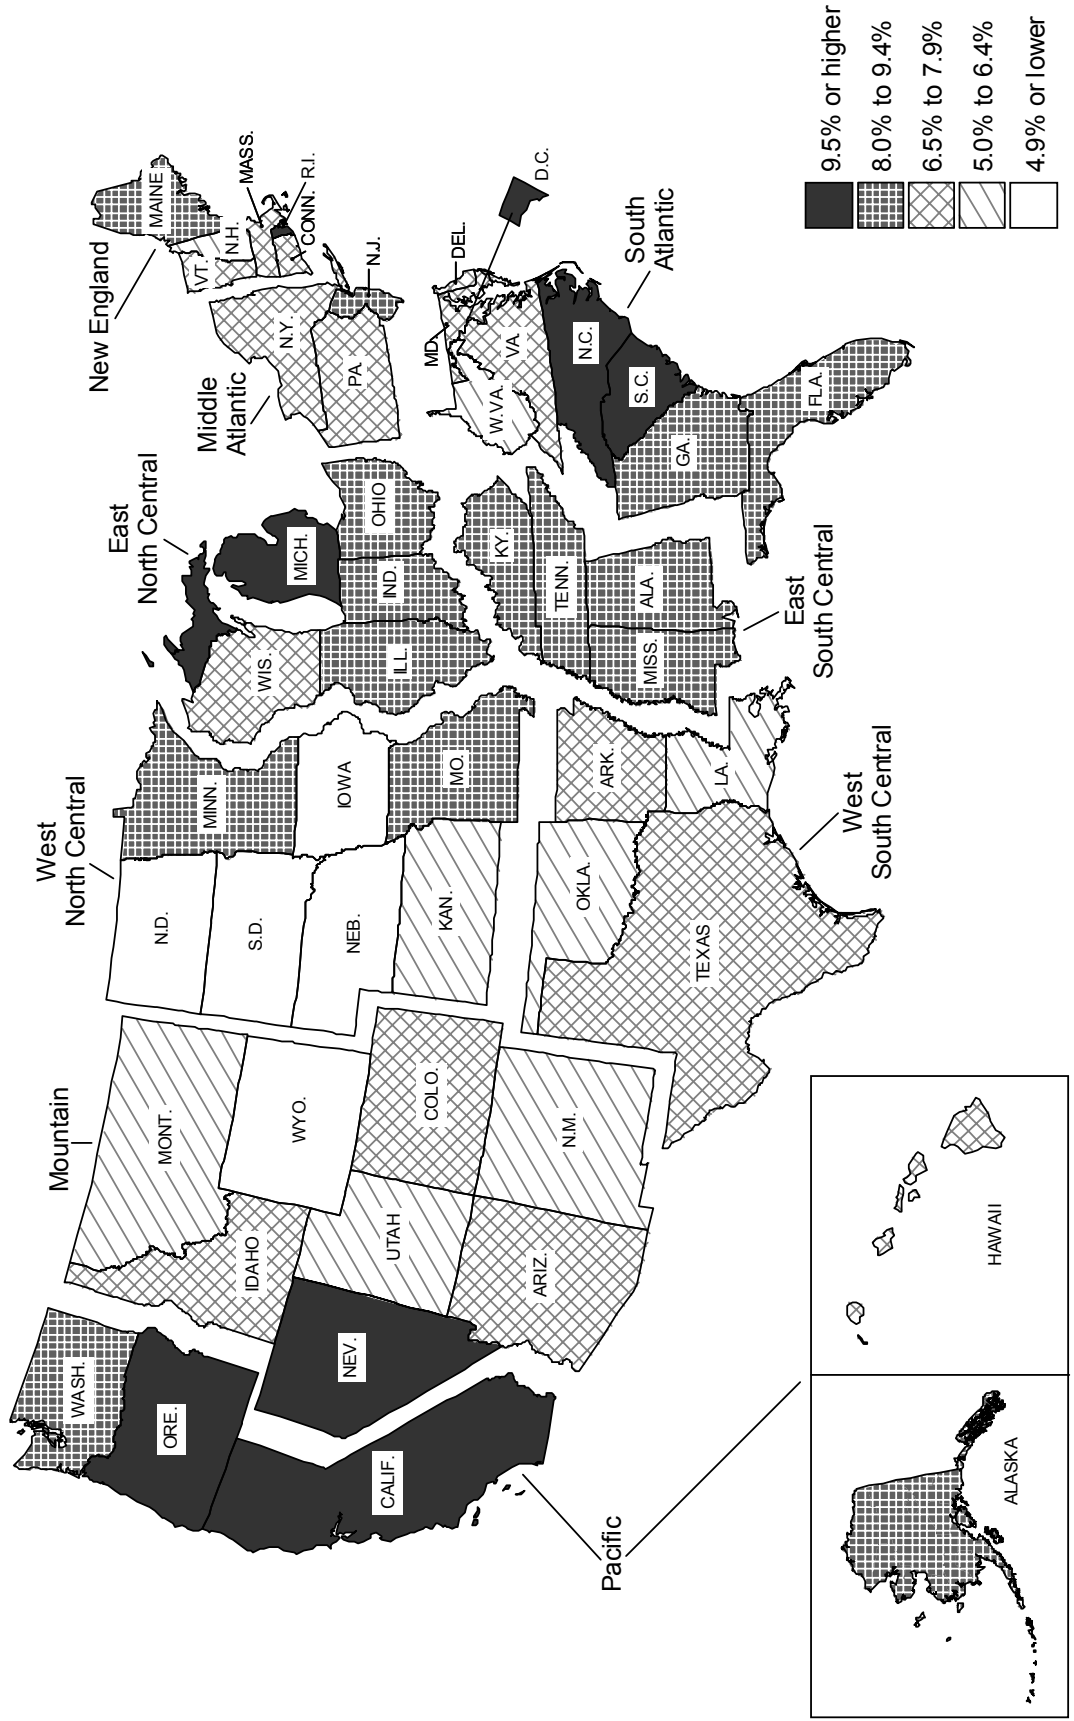 Pacific
Mountain
West
North Central
East
North Central
Middle
Atlantic
New England
South
Atlantic
East
South Central
West
South Central
WASH.
ORE.
CALIF.
NEV.
IDAHO
MONT.
WYO.
UTAH
COLO.
ARIZ.
N.M.
N.D.
S.D.
NEB.
KAN.
MINN.
IOWA
MO.
OKLA.
TEXAS
ARK.
LA.
WIS.
MICH.
ILL.
IND.
OHIO
KY.
TENN.
MISS.
ALA.
N.Y.
PA.
N.J.
MAINE
VT.
N.H.
MASS.
R.I.
CONN.
DEL.
MD.
D.C.
W.VA.
VA.
N.C.
S.C.
GA.
FLA.
ALASKA
HAWAII
9.5% or higher
8.0% to 9.4%
6.5% to 7.9%
5.0% to 6.4%
4.9% or lower